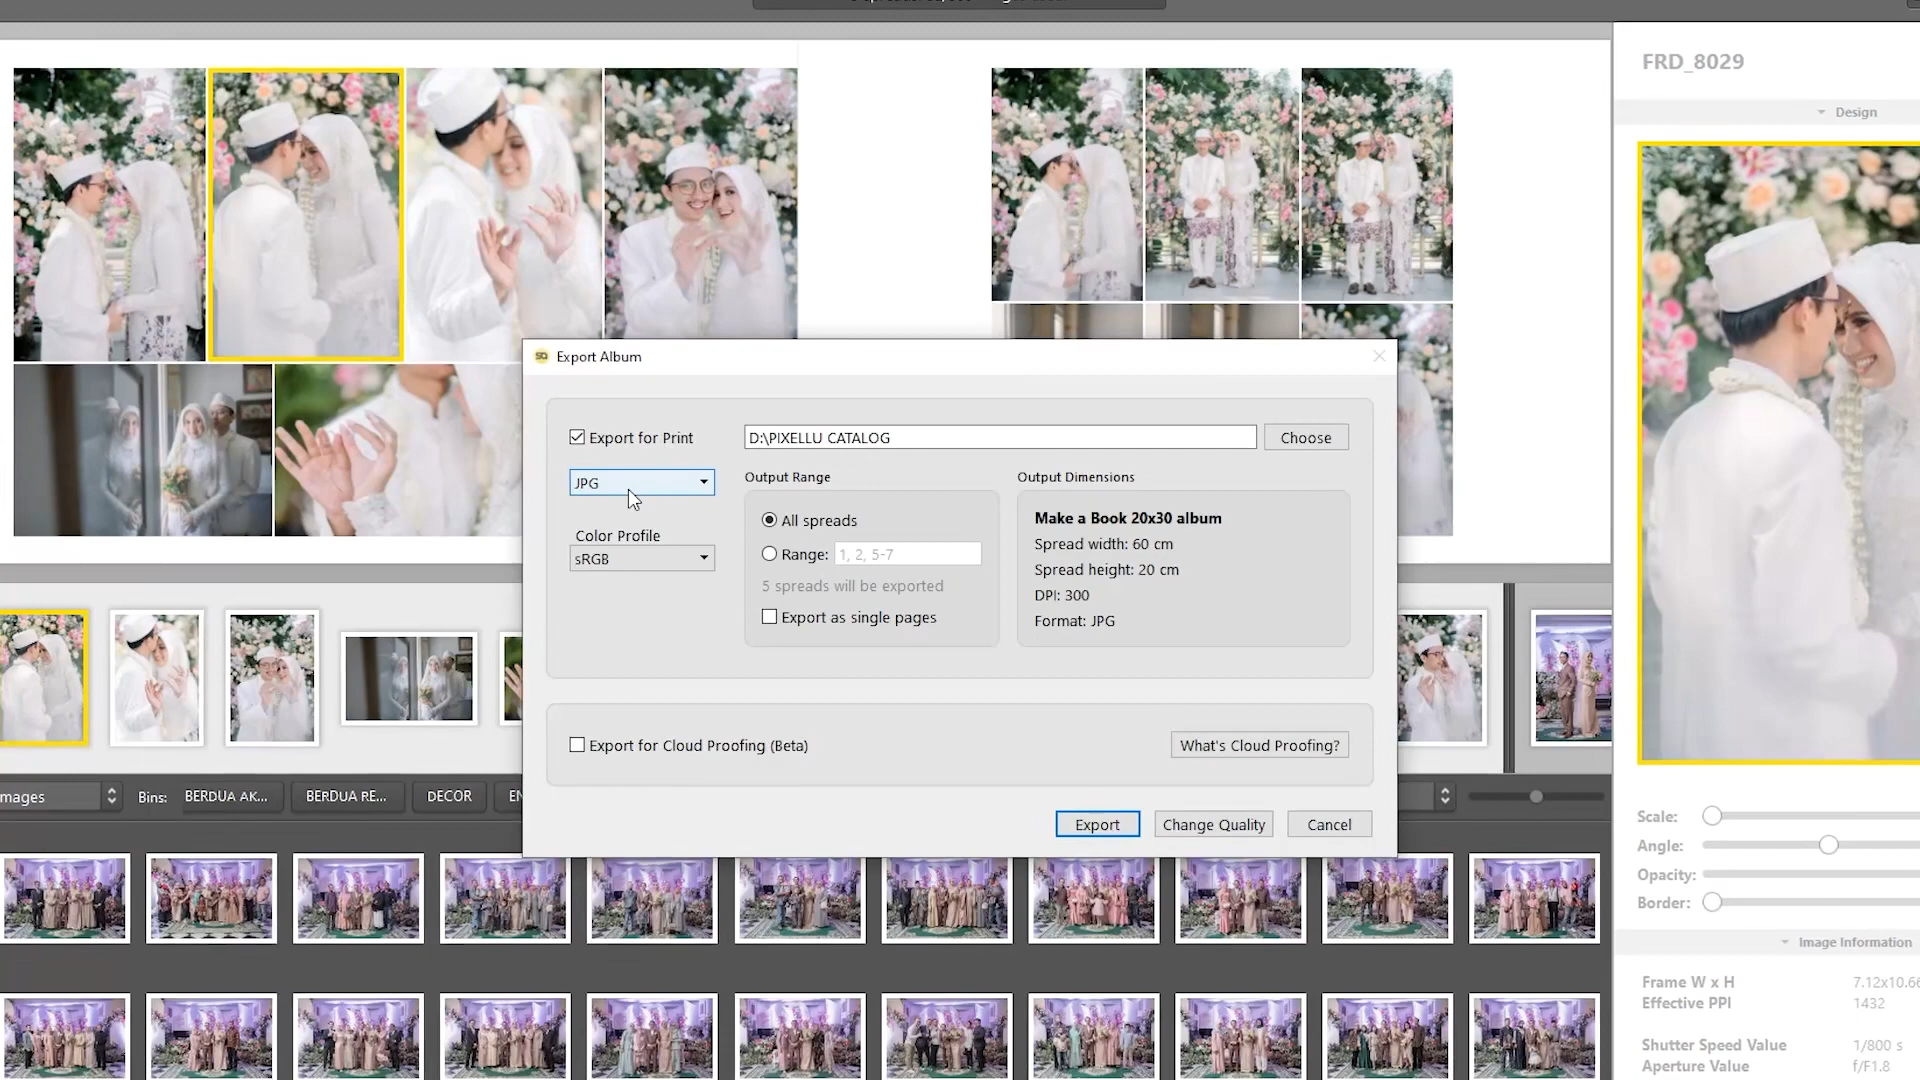 FRD_8029
Design
Export Album
Export for Print
D:\PIXELLU CATALOG
Choose
JPG
Output Range
Output Dimensions
Color Profile
sRGB
All spreads
Range:
1, 2, 5-7
5 spreads will be exported
Export as single pages
Make a Book 20x30 album
Spread width: 60 cm
Spread height: 20 cm
DPI: 300
Format: JPG
Export for Cloud Proofing (Beta)
What's Cloud Proofing?
Export
Change Quality
Cancel
mages
Bins:
BERDUA AK...
BERDUA RE...
DECOR
EN
Scale:
Angle:
Opacity:
Border:
Image Information
Frame W x H 7.12x10.66
Effective PPI 1432
Shutter Speed Value 1/800 s
Aperture Value f/F1.8